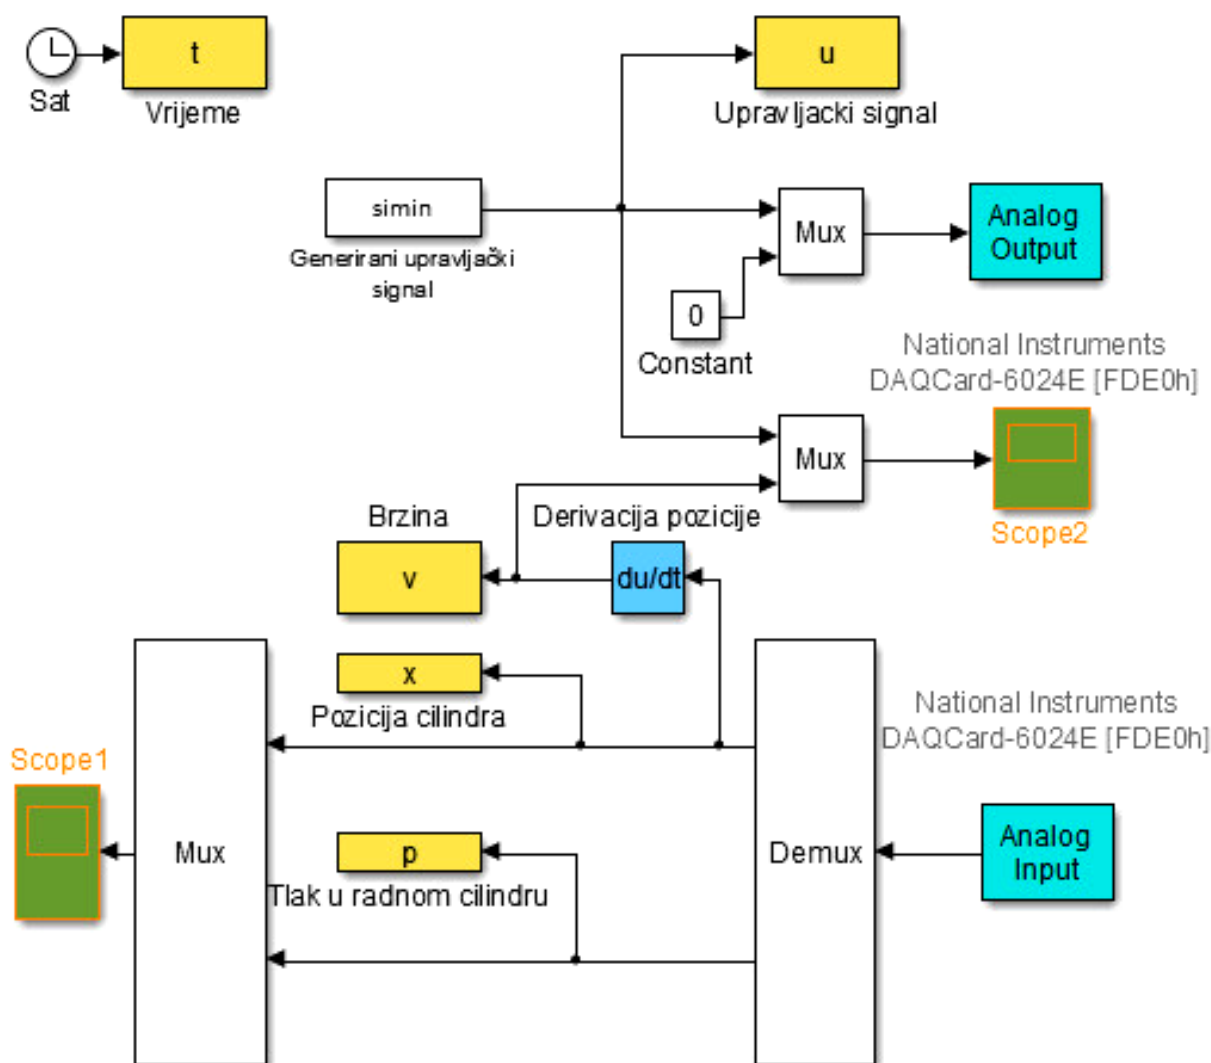 t
Sat
Vrijeme
u
Upravljacki signal
simin
Generirani upravljački
signal
Mux
Analog
Output
0
Constant
National Instruments
DAQCard-6024E [FDE0h]
Mux
Scope2
Brzina
Derivacija pozicije
v
du/dt
x
Pozicija cilindra
National Instruments
DAQCard-6024E [FDE0h]
Scope1
Mux
p
Tlak u radnom cilindru
Demux
Analog
Input